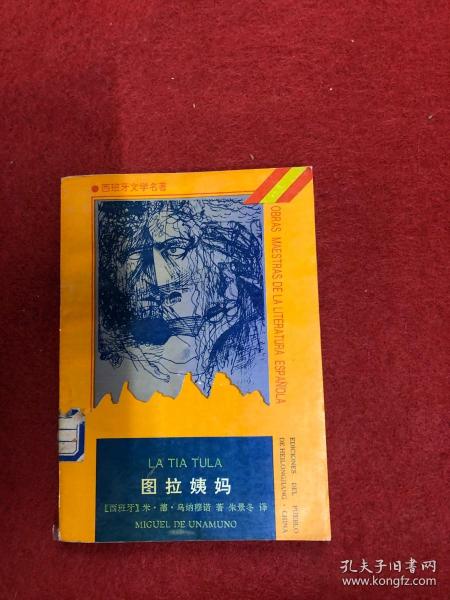 ●西班牙文学名著
OBRAS MAESTRAS DE LA LITERATURA ESPAÑOLA
LA TIA TULA
图拉姨妈
[西班牙] 米·德·乌纳穆诺 著 朱景冬 译
MIGUEL DE UNAMUNO
EDICIONES DEL PUEBLO
DE HEILONGJIANG · CHINA
孔夫子旧书网
www.kongfz.com